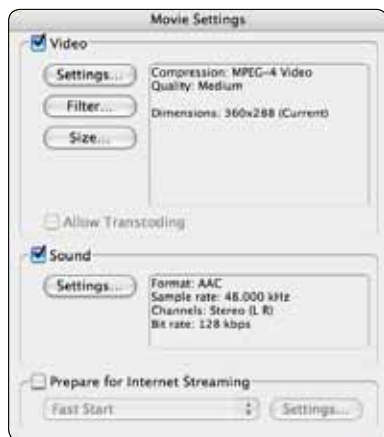 Movie Settings
Video
Settings...
Compression: MPEG-4 Video
Quality: Medium
Filter...
Dimensions: 360x288 (Current)
Size...
Allow Transcoding
Sound
Settings...
Format: AAC
Sample rate: 48.000 kHz
Channels: Stereo (L R)
Bit rate: 128 kbps
Prepare for Internet Streaming
Fast Start
Settings...